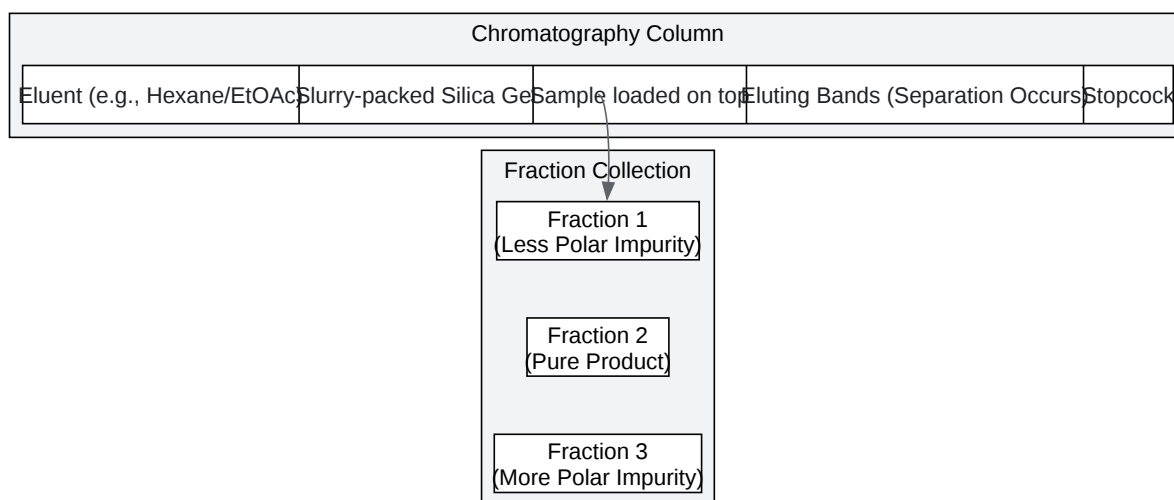 Chromatography Column
Eluent (e.g., Hexane/EtOAc)
Slurry-packed Silica Gel
Sample loaded on top
Eluting Bands (Separation Occurs)
Stopcock
Fraction Collection
Fraction 1
(Less Polar Impurity)
Fraction 2
(Pure Product)
Fraction 3
(More Polar Impurity)